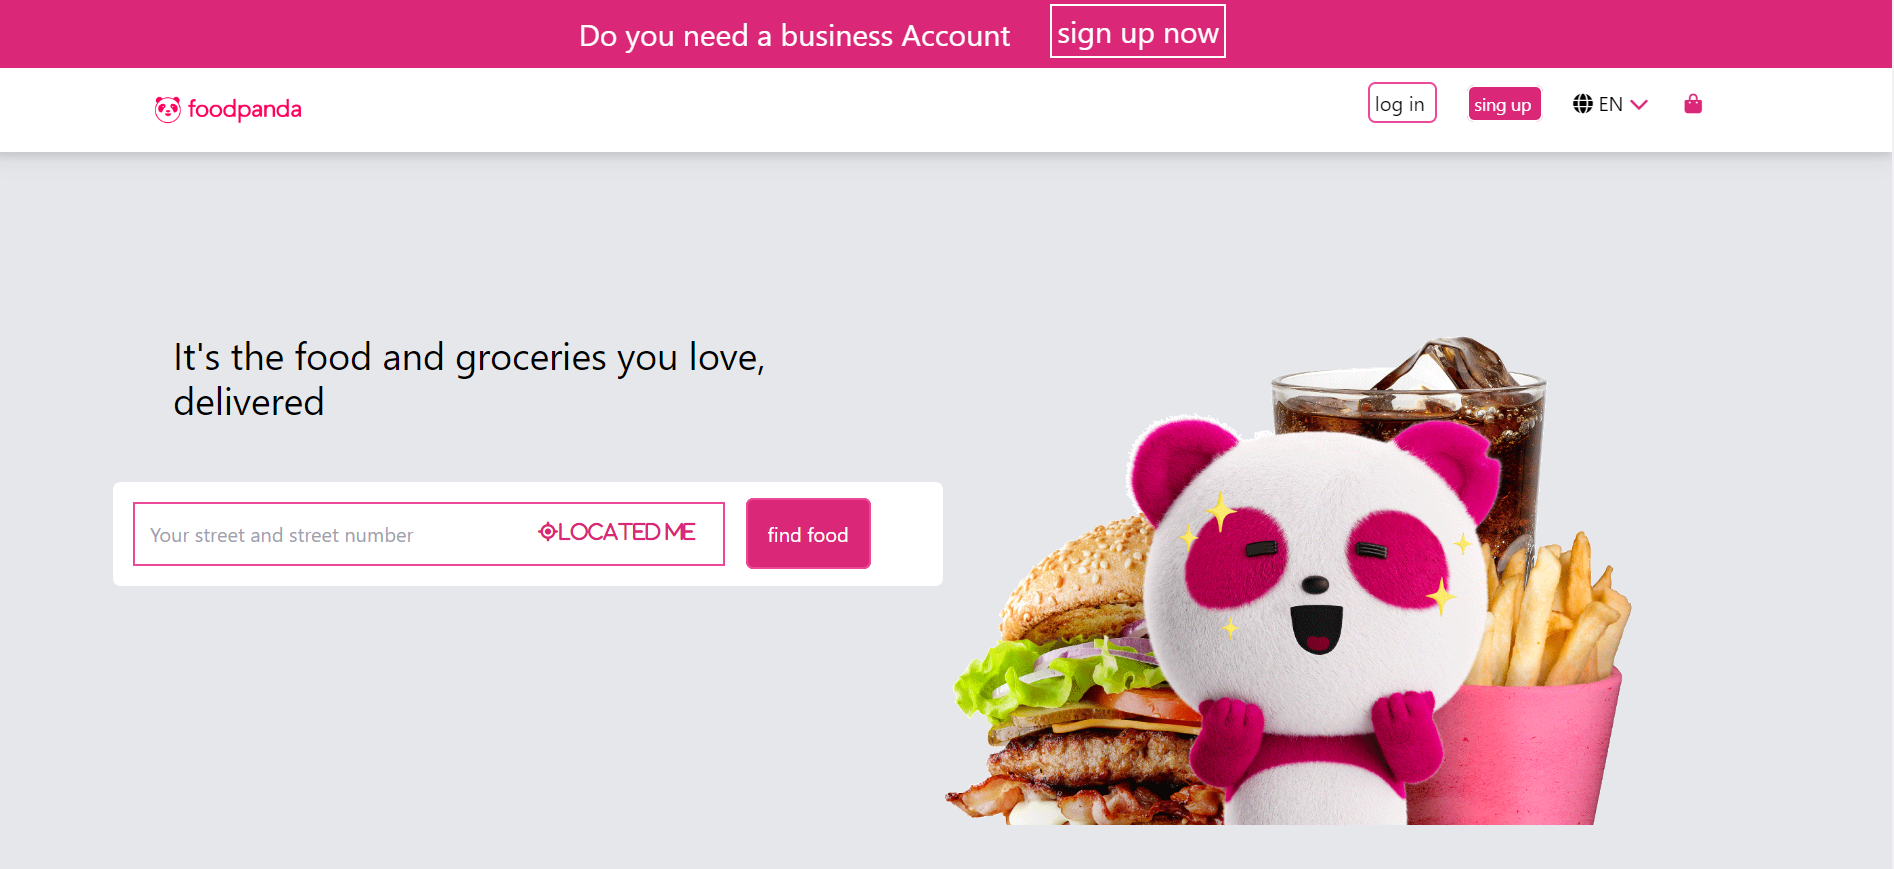 Do you need a business Account sign up now
foodpanda log in sing up EN
It's the food and groceries you love,
delivered
Your street and street number LOCATED ME find food